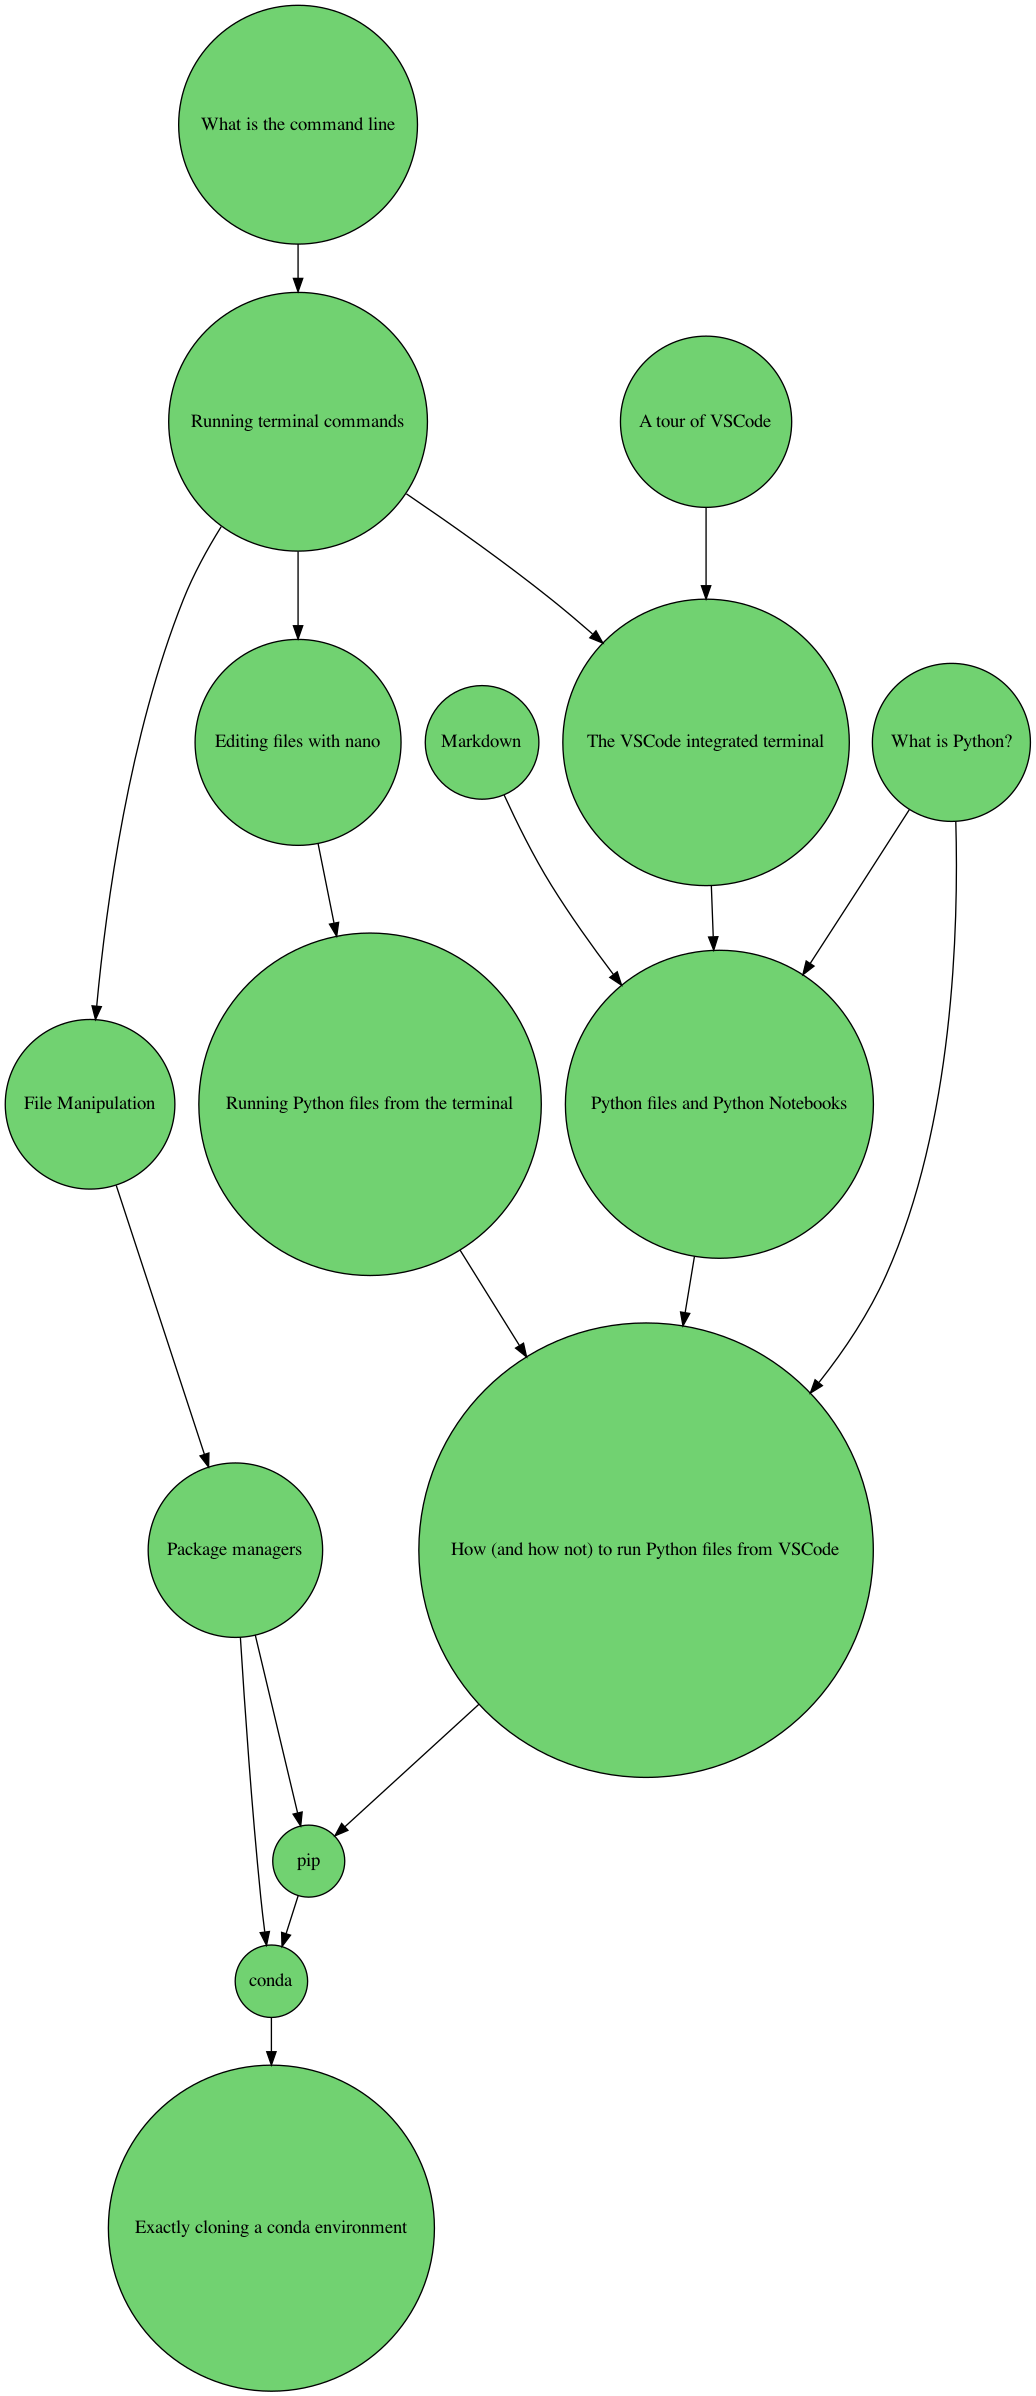 What is the command line
Running terminal commands
A tour of VSCode
Editing files with nano
Markdown
The VSCode integrated terminal
What is Python?
File Manipulation
Running Python files from the terminal
Python files and Python Notebooks
Package managers
How (and how not) to run Python files from VSCode
pip
conda
Exactly cloning a conda environment